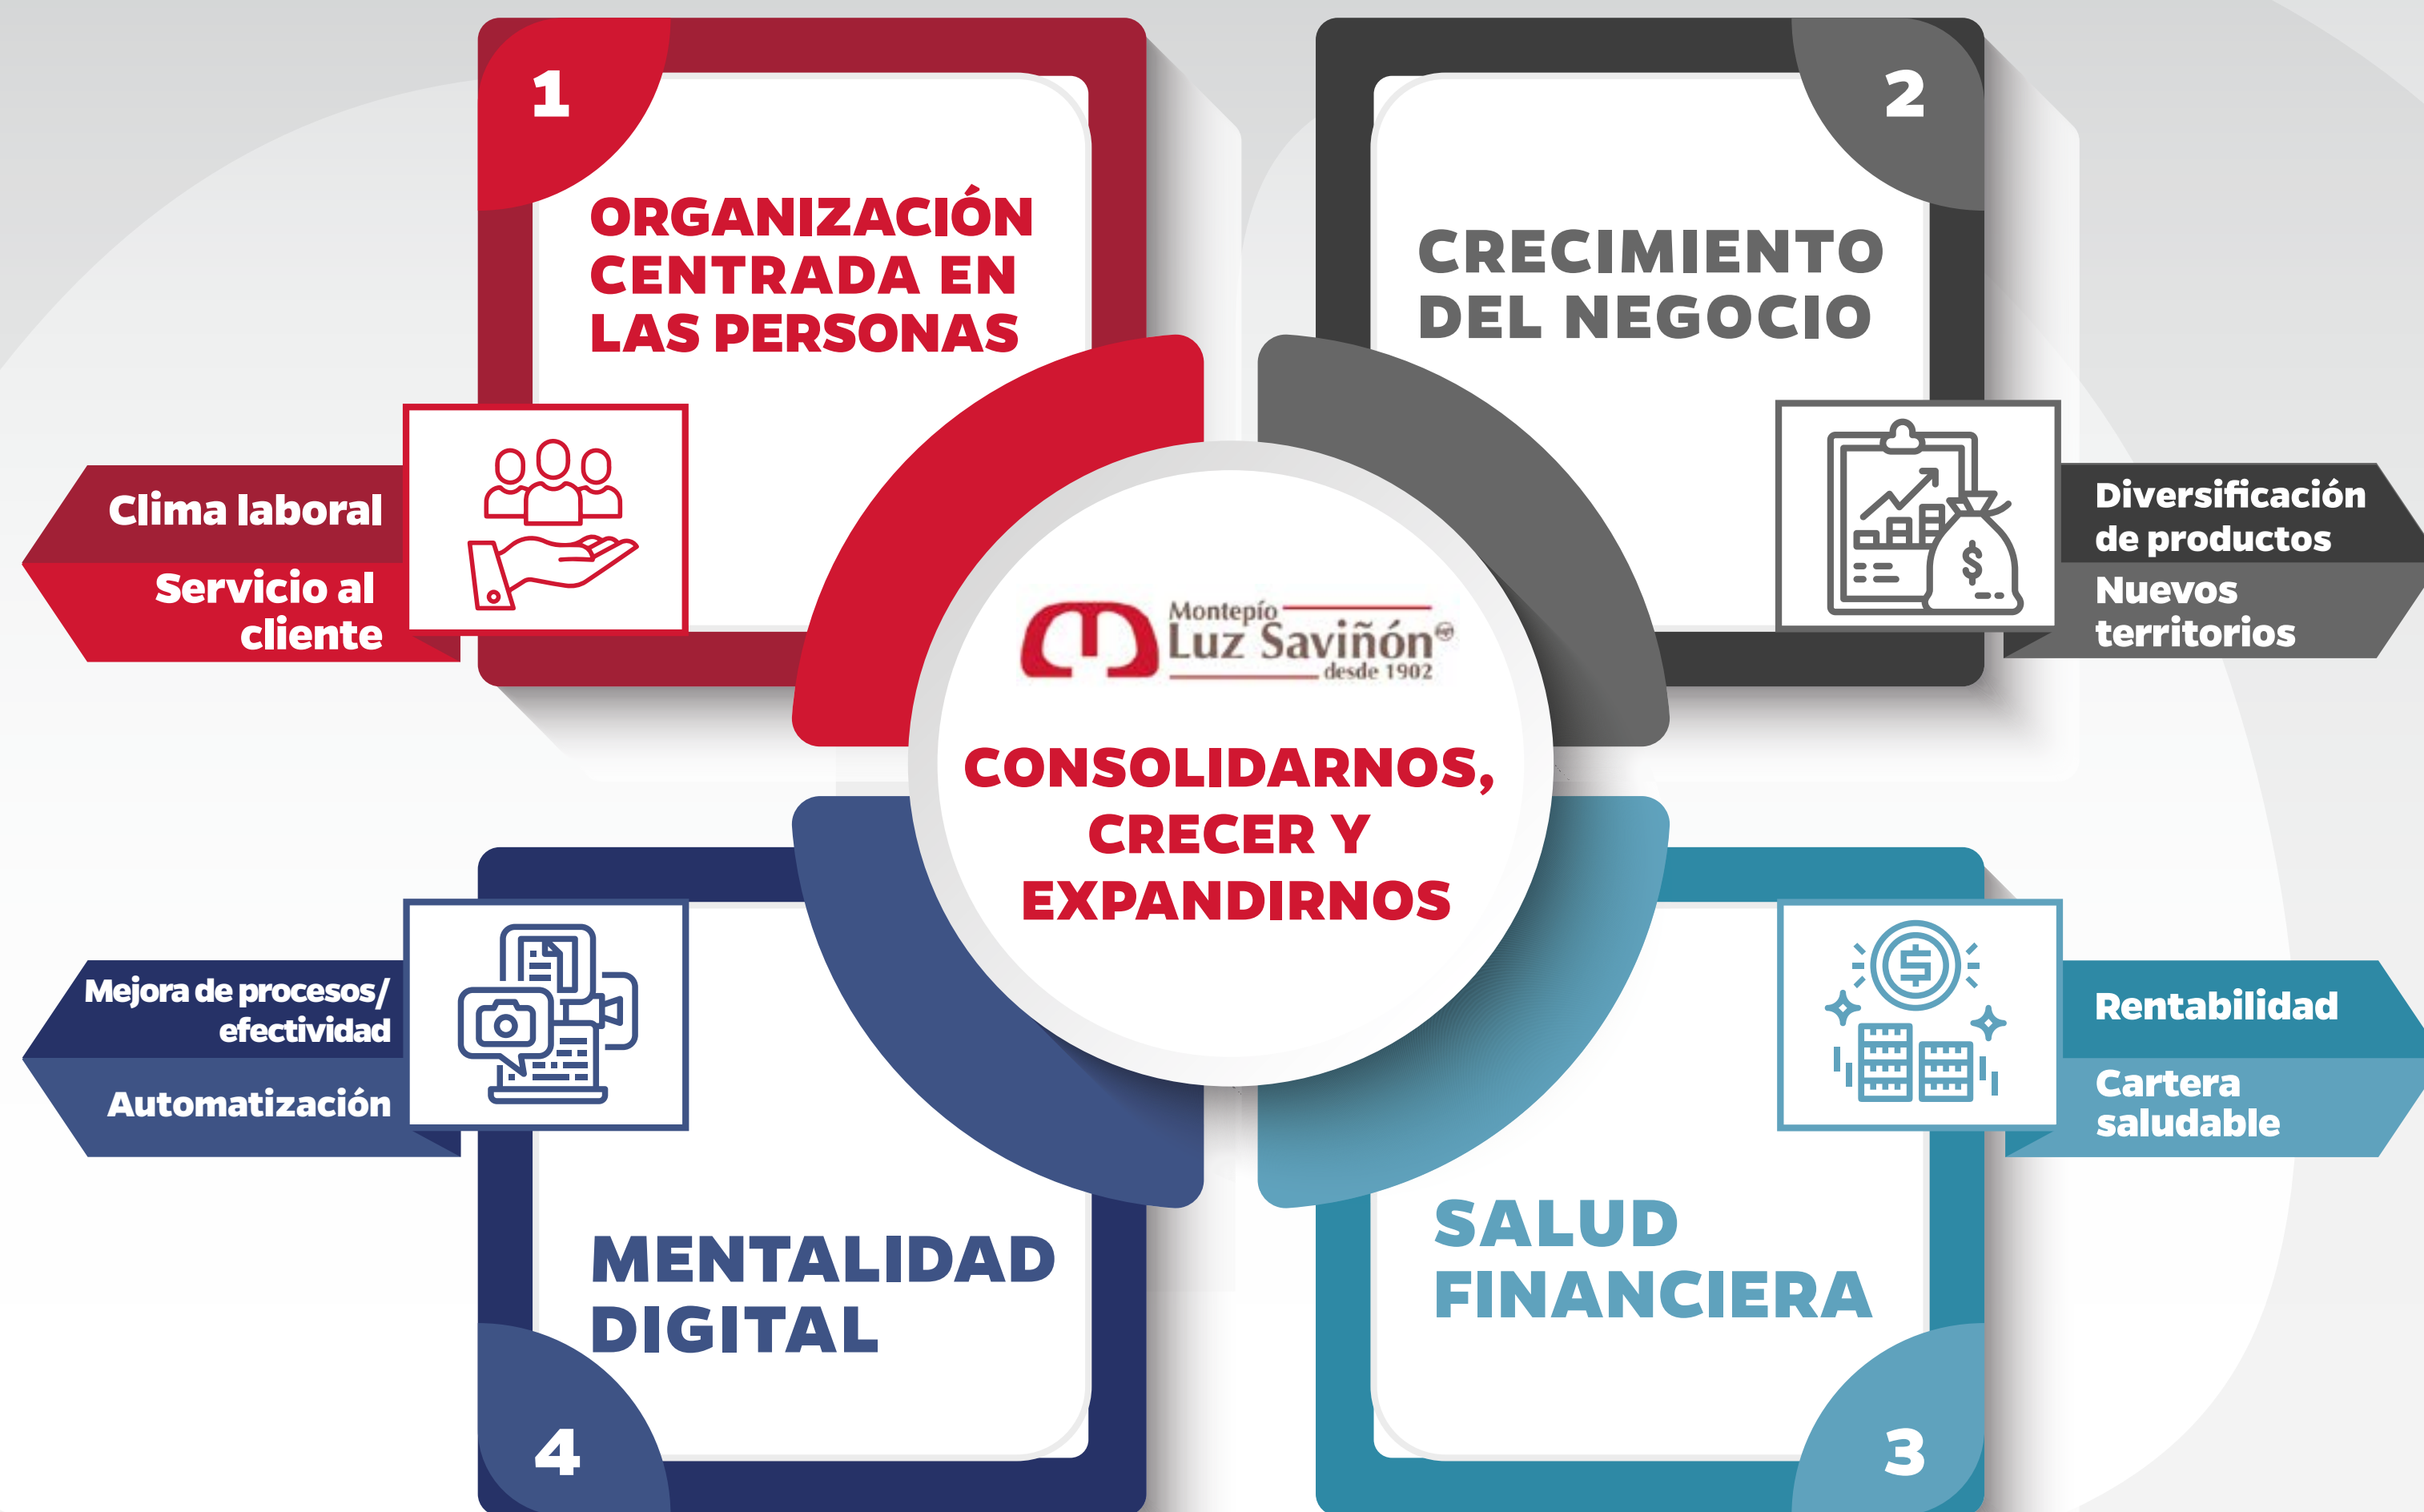 1
ORGANIZACIÓN
CENTRADA EN
LAS PERSONAS
Clima laboral
Servicio al
cliente
2
CRECIMIENTO
DEL NEGOCIO
$
Diversificación
de productos
Nuevos
territorios
Montepío
Luz Saviñón
desde 1902
CONSOLIDARNOS,
CRECER Y
EXPANDIRNOS
Mejora de procesos/
efectividad
Automatización
MENTALIDAD
DIGITAL
4
$
Rentabilidad
Cartera
saludable
SALUD
FINANCIERA
3